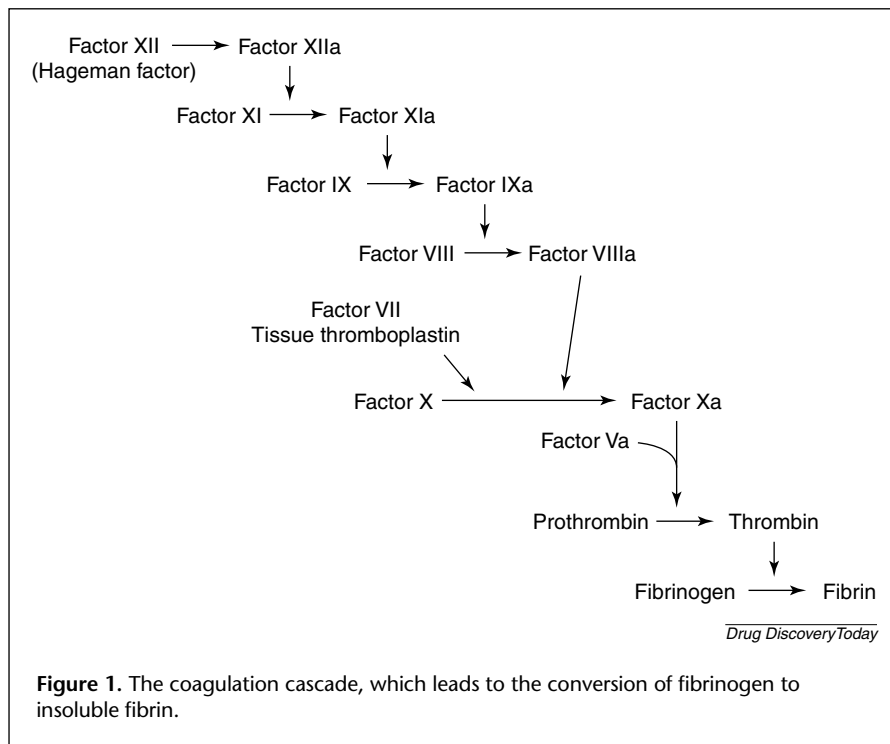 Factor XII Factor XIIa
(Hageman factor)
Factor XI Factor XIa
Factor IX Factor IXa
Factor VIII Factor VIIIa
Factor VII
Tissue thromboplastin
Factor X Factor Xa
Factor Va
Prothrombin Thrombin
Fibrinogen Fibrin
Drug Discovery Today
Figure 1. The coagulation cascade, which leads to the conversion of fibrinogen to
insoluble fibrin.